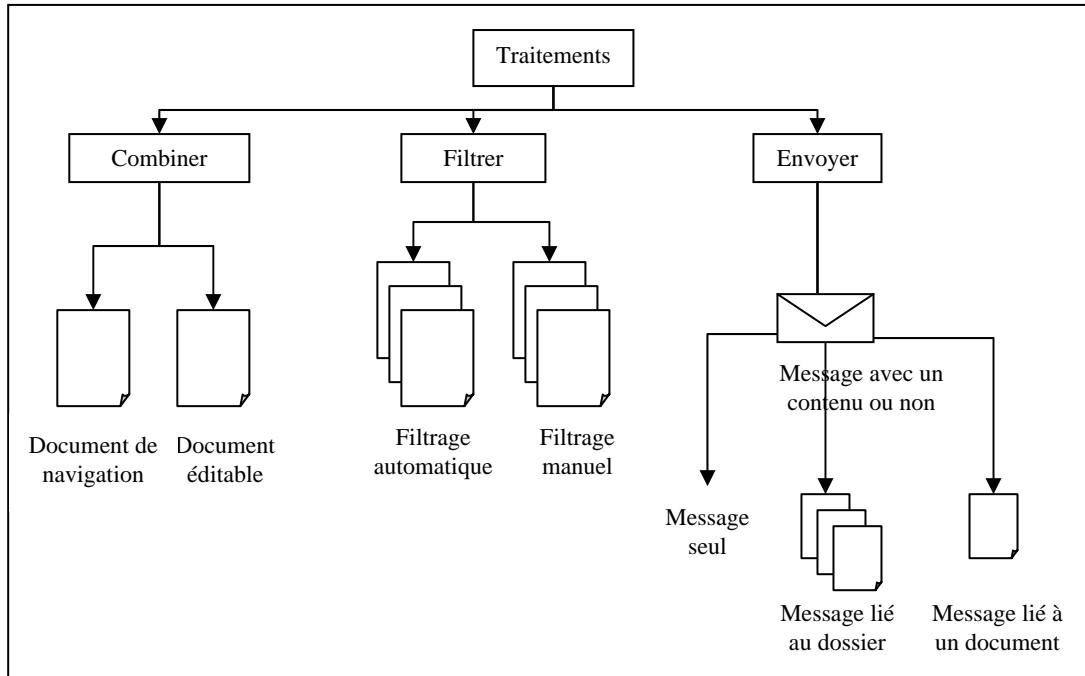 Traitements
Combiner
Filtrer
Envoyer
Message avec un
contenu ou non
Document de
navigation
Document
éditable
Filtrage
automatique
Filtrage
manuel
Message
seul
Message lié
au dossier
Message lié à
un document